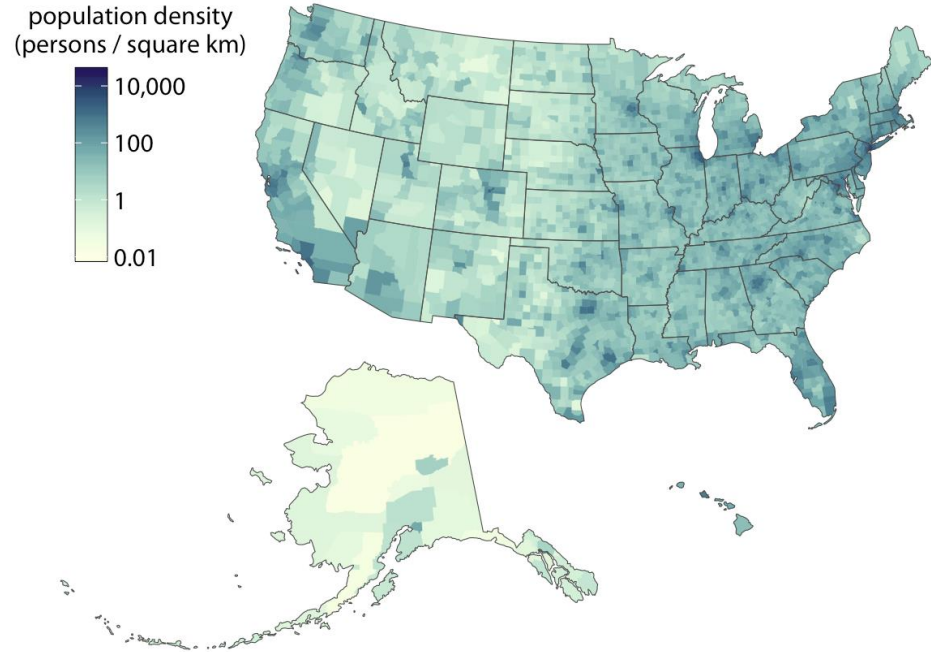 population density
(persons / square km)
10,000
100
1
0.01